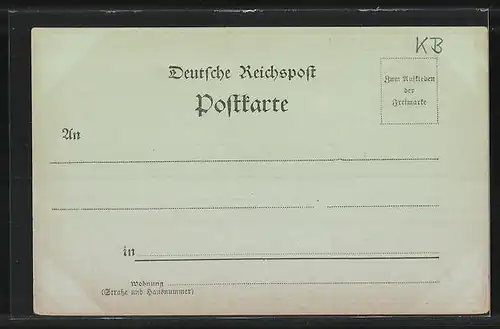 KB
Deutsche Reichspost
Postkarte
Zum Aufkleben
der
Freimarke
An
in
Wohnung
(Straße und Hausnummer)